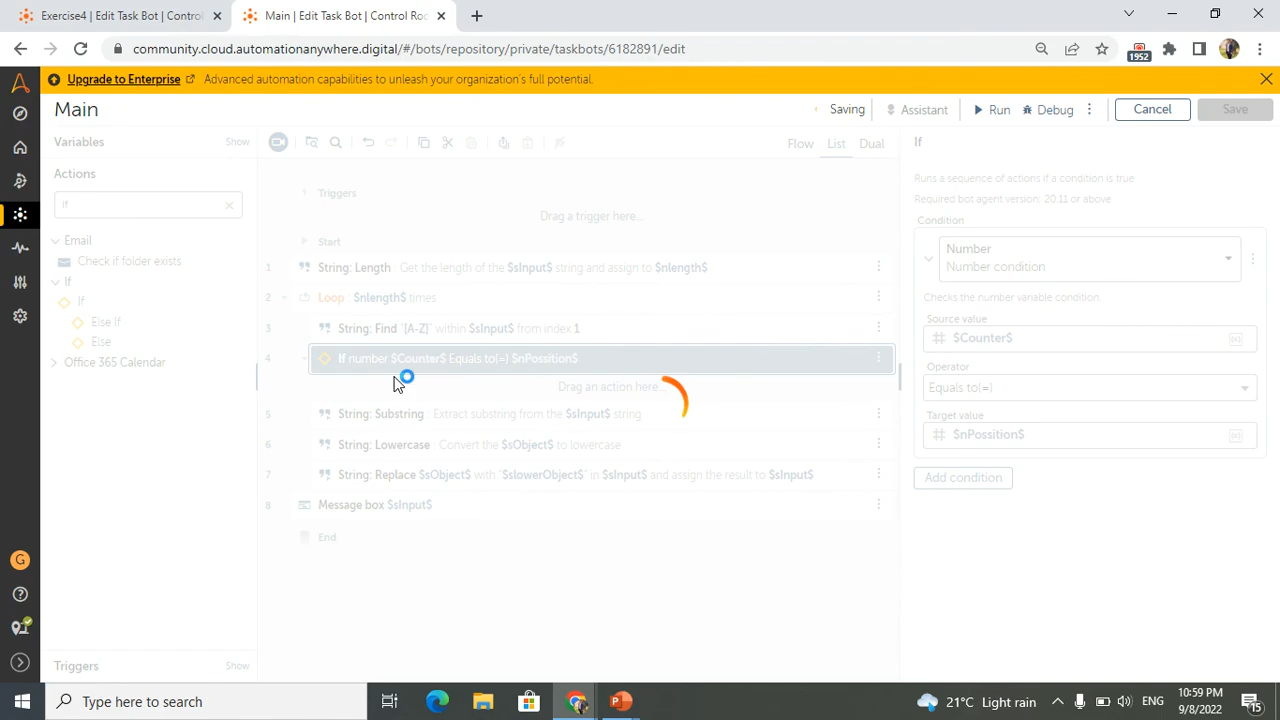 Exercise4 | Edit Task Bot | Control
Main | Edit Task Bot | Control Roo
community.cloud.automationanywhere.digital/#/bots/repository/private/taskbots/6182891/edit
1952
Upgrade to Enterprise
Advanced automation capabilities to unleash your organization's full potential.
Main
Saving
Assistant
Run
Debug
Cancel
Save
Variables
Show
Flow
List
Dual
If
Actions
if
Triggers
Drag a trigger here...
Start
Email
Check if folder exists
If
If
Else If
Else
Office 365 Calendar
1 String: Length : Get the length of the $sInput$ string and assign to $nlength$
2 Loop : $nlength$ times
3 String: Find "[A-Z]" within $sInput$ from index 1
4 If number $Counter$ Equals to(=) $nPossition$
Drag an action here...
5 String: Substring : Extract substring from the $sInput$ string
6 String: Lowercase : Convert the $sObject$ to lowercase
7 String: Replace $sObject$ with "$slowerObject$" in $sInput$ and assign the result to $sInput$
8 Message box $sInput$
End
Runs a sequence of actions if a condition is true
Required bot agent version: 20.11 or above
Condition
Number
Number condition
Checks the number variable condition.
Source value
$Counter$
(x)
Operator
Equals to(=)
Target value
$nPossition$
(x)
Add condition
G
Triggers
Show
Type here to search
21°C Light rain
ENG
10:59 PM
9/8/2022
15